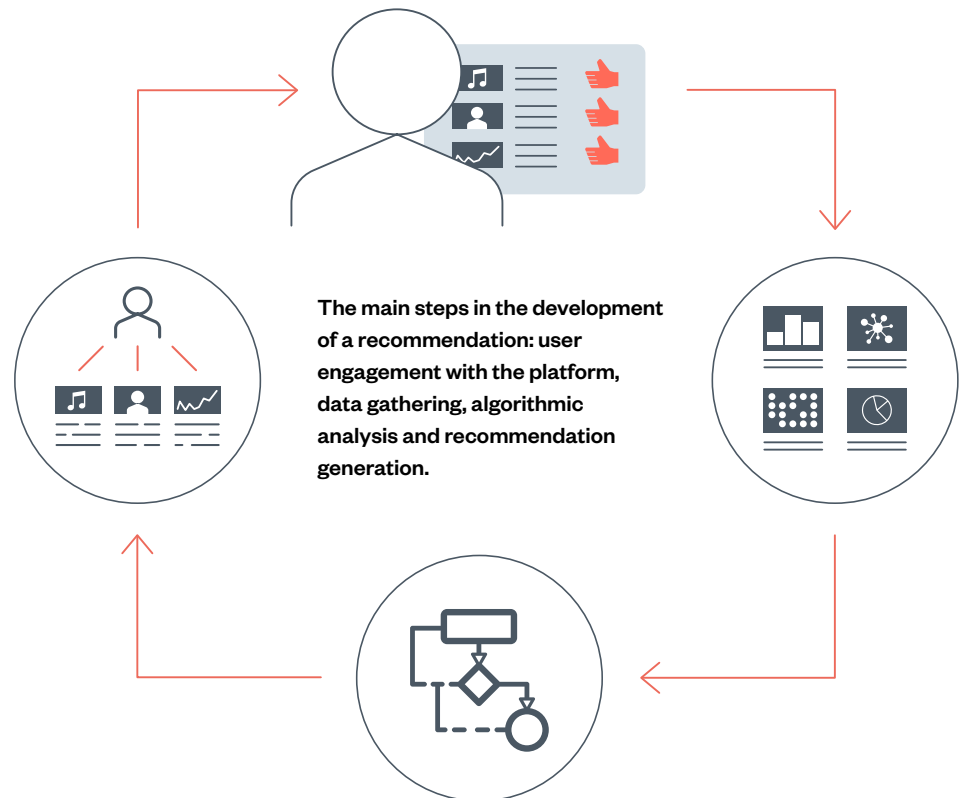 The main steps in the development
of a recommendation: user
engagement with the platform,
data gathering, algorithmic
analysis and recommendation
generation.